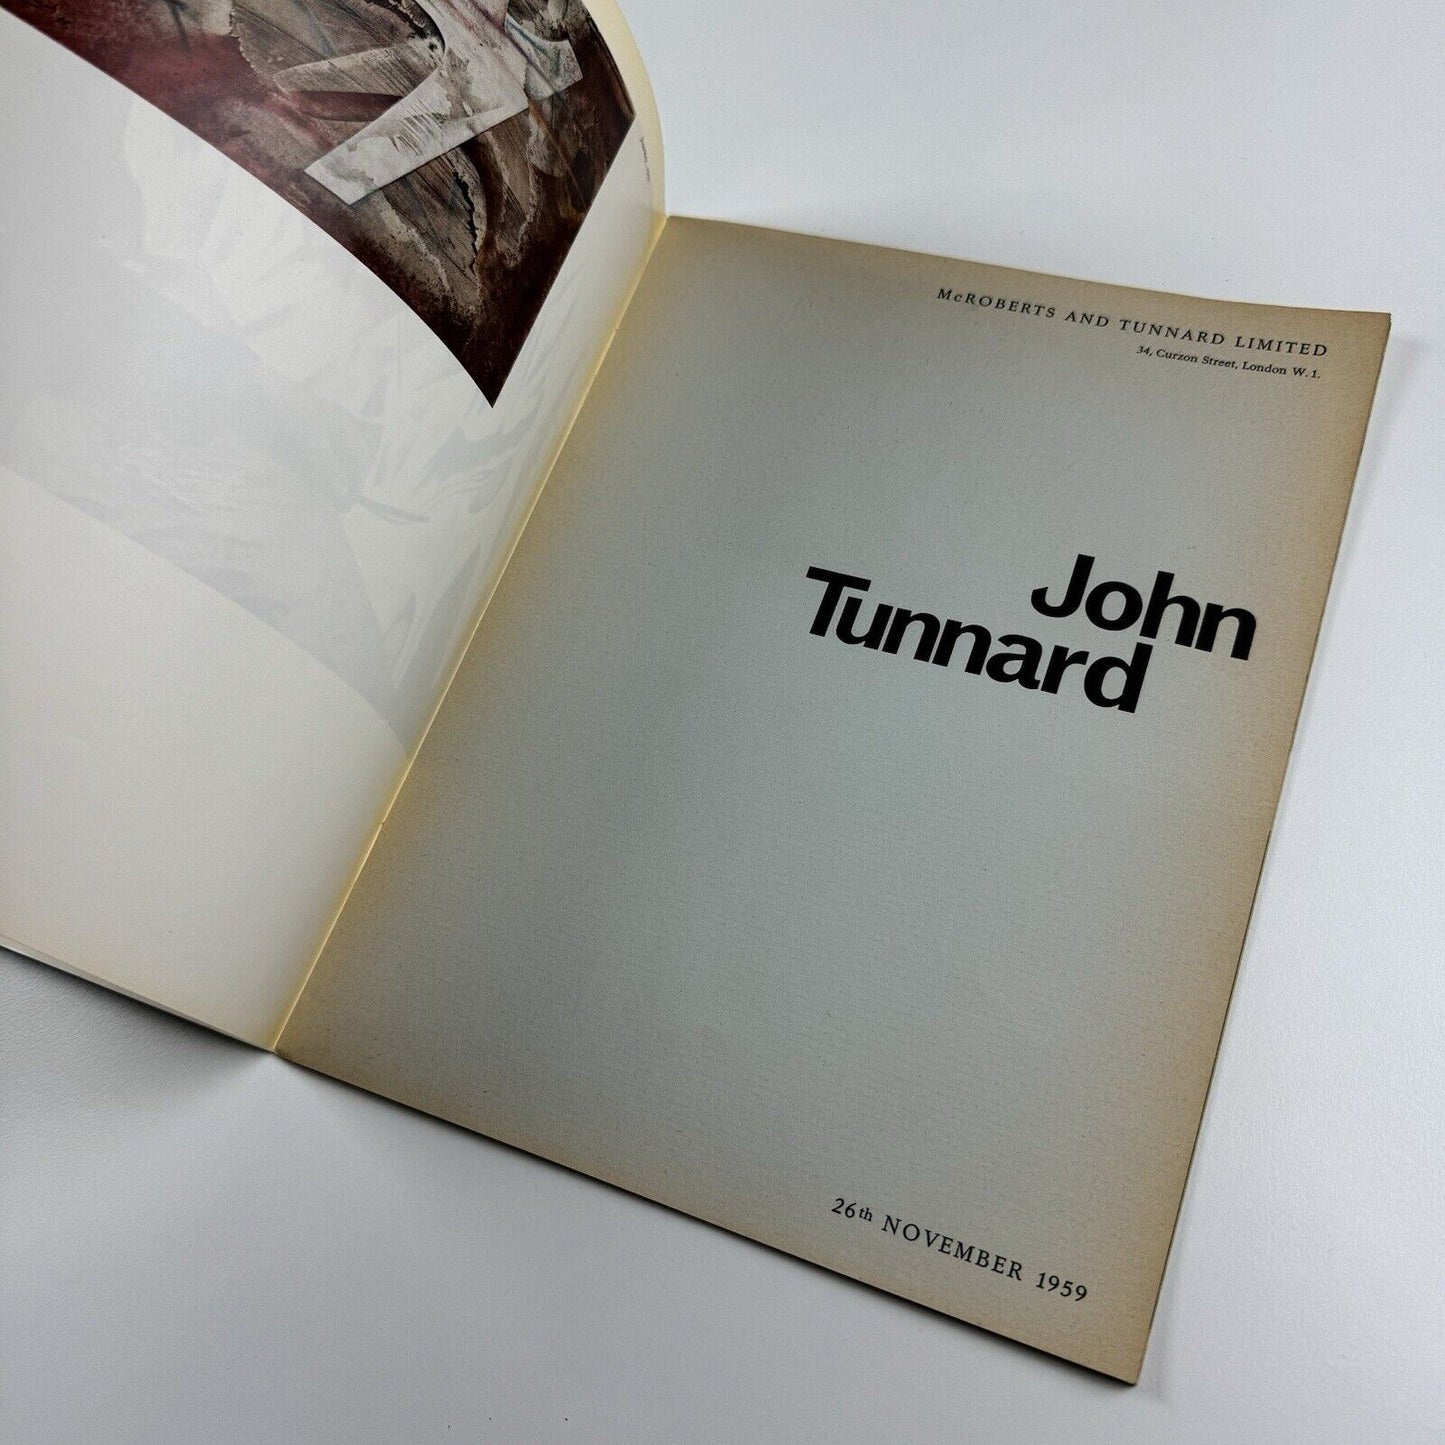 McROBERTS AND TUNNARD LIMITED
34, Curzon Street, London W.1.
John
Tunnard
26th NOVEMBER 1959